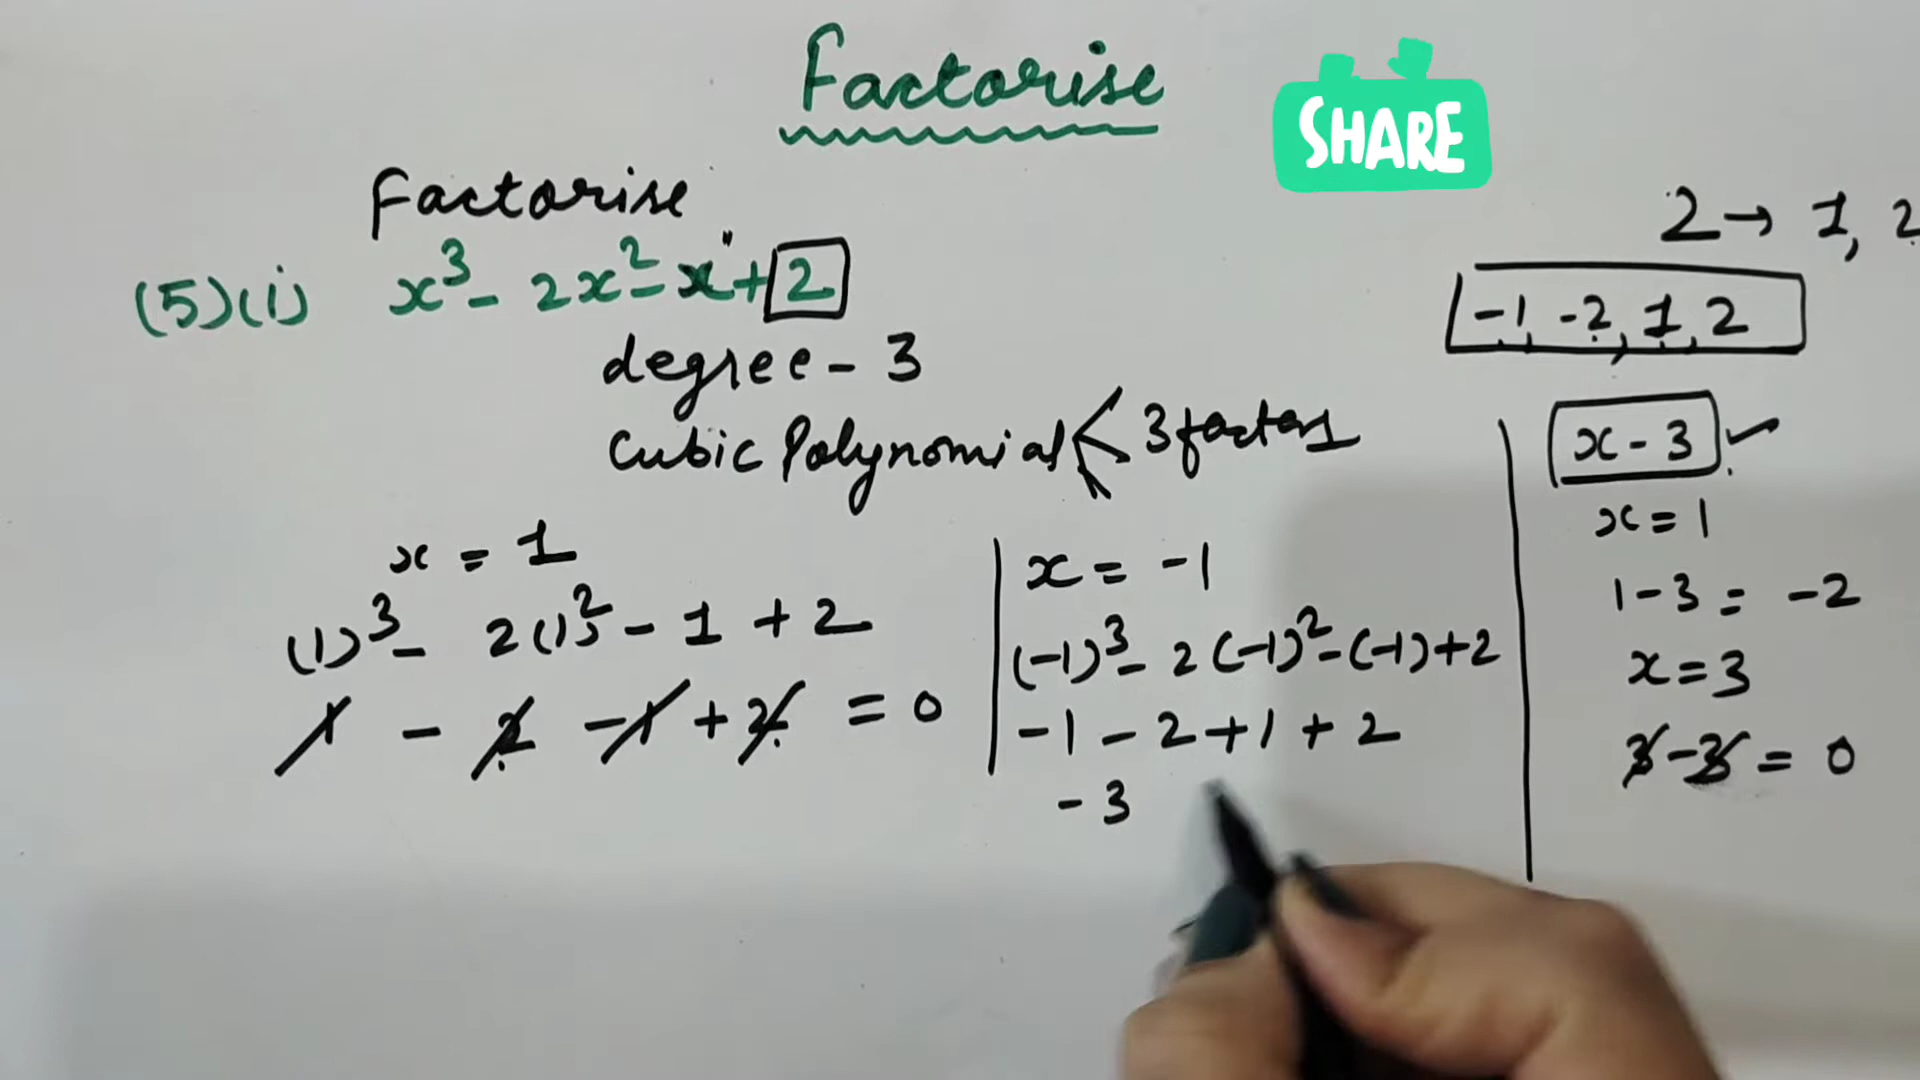 Factorise
SHARE
Factorise
(5)(i) x³ - 2x² - x + 2
degree - 3
Cubic Polynomial < 3 factors
x = 1
(1)³ - 2(1)² - 1 + 2
1 - 2 - 1 + 2 = 0
x = -1
(-1)³ - 2(-1)² - (-1) + 2
-1 - 2 + 1 + 2
-3
2 → 1, 2
-1, -2, 1, 2
x - 3 ✓
x = 1
1 - 3 = -2
x = 3
3 - 3 = 0